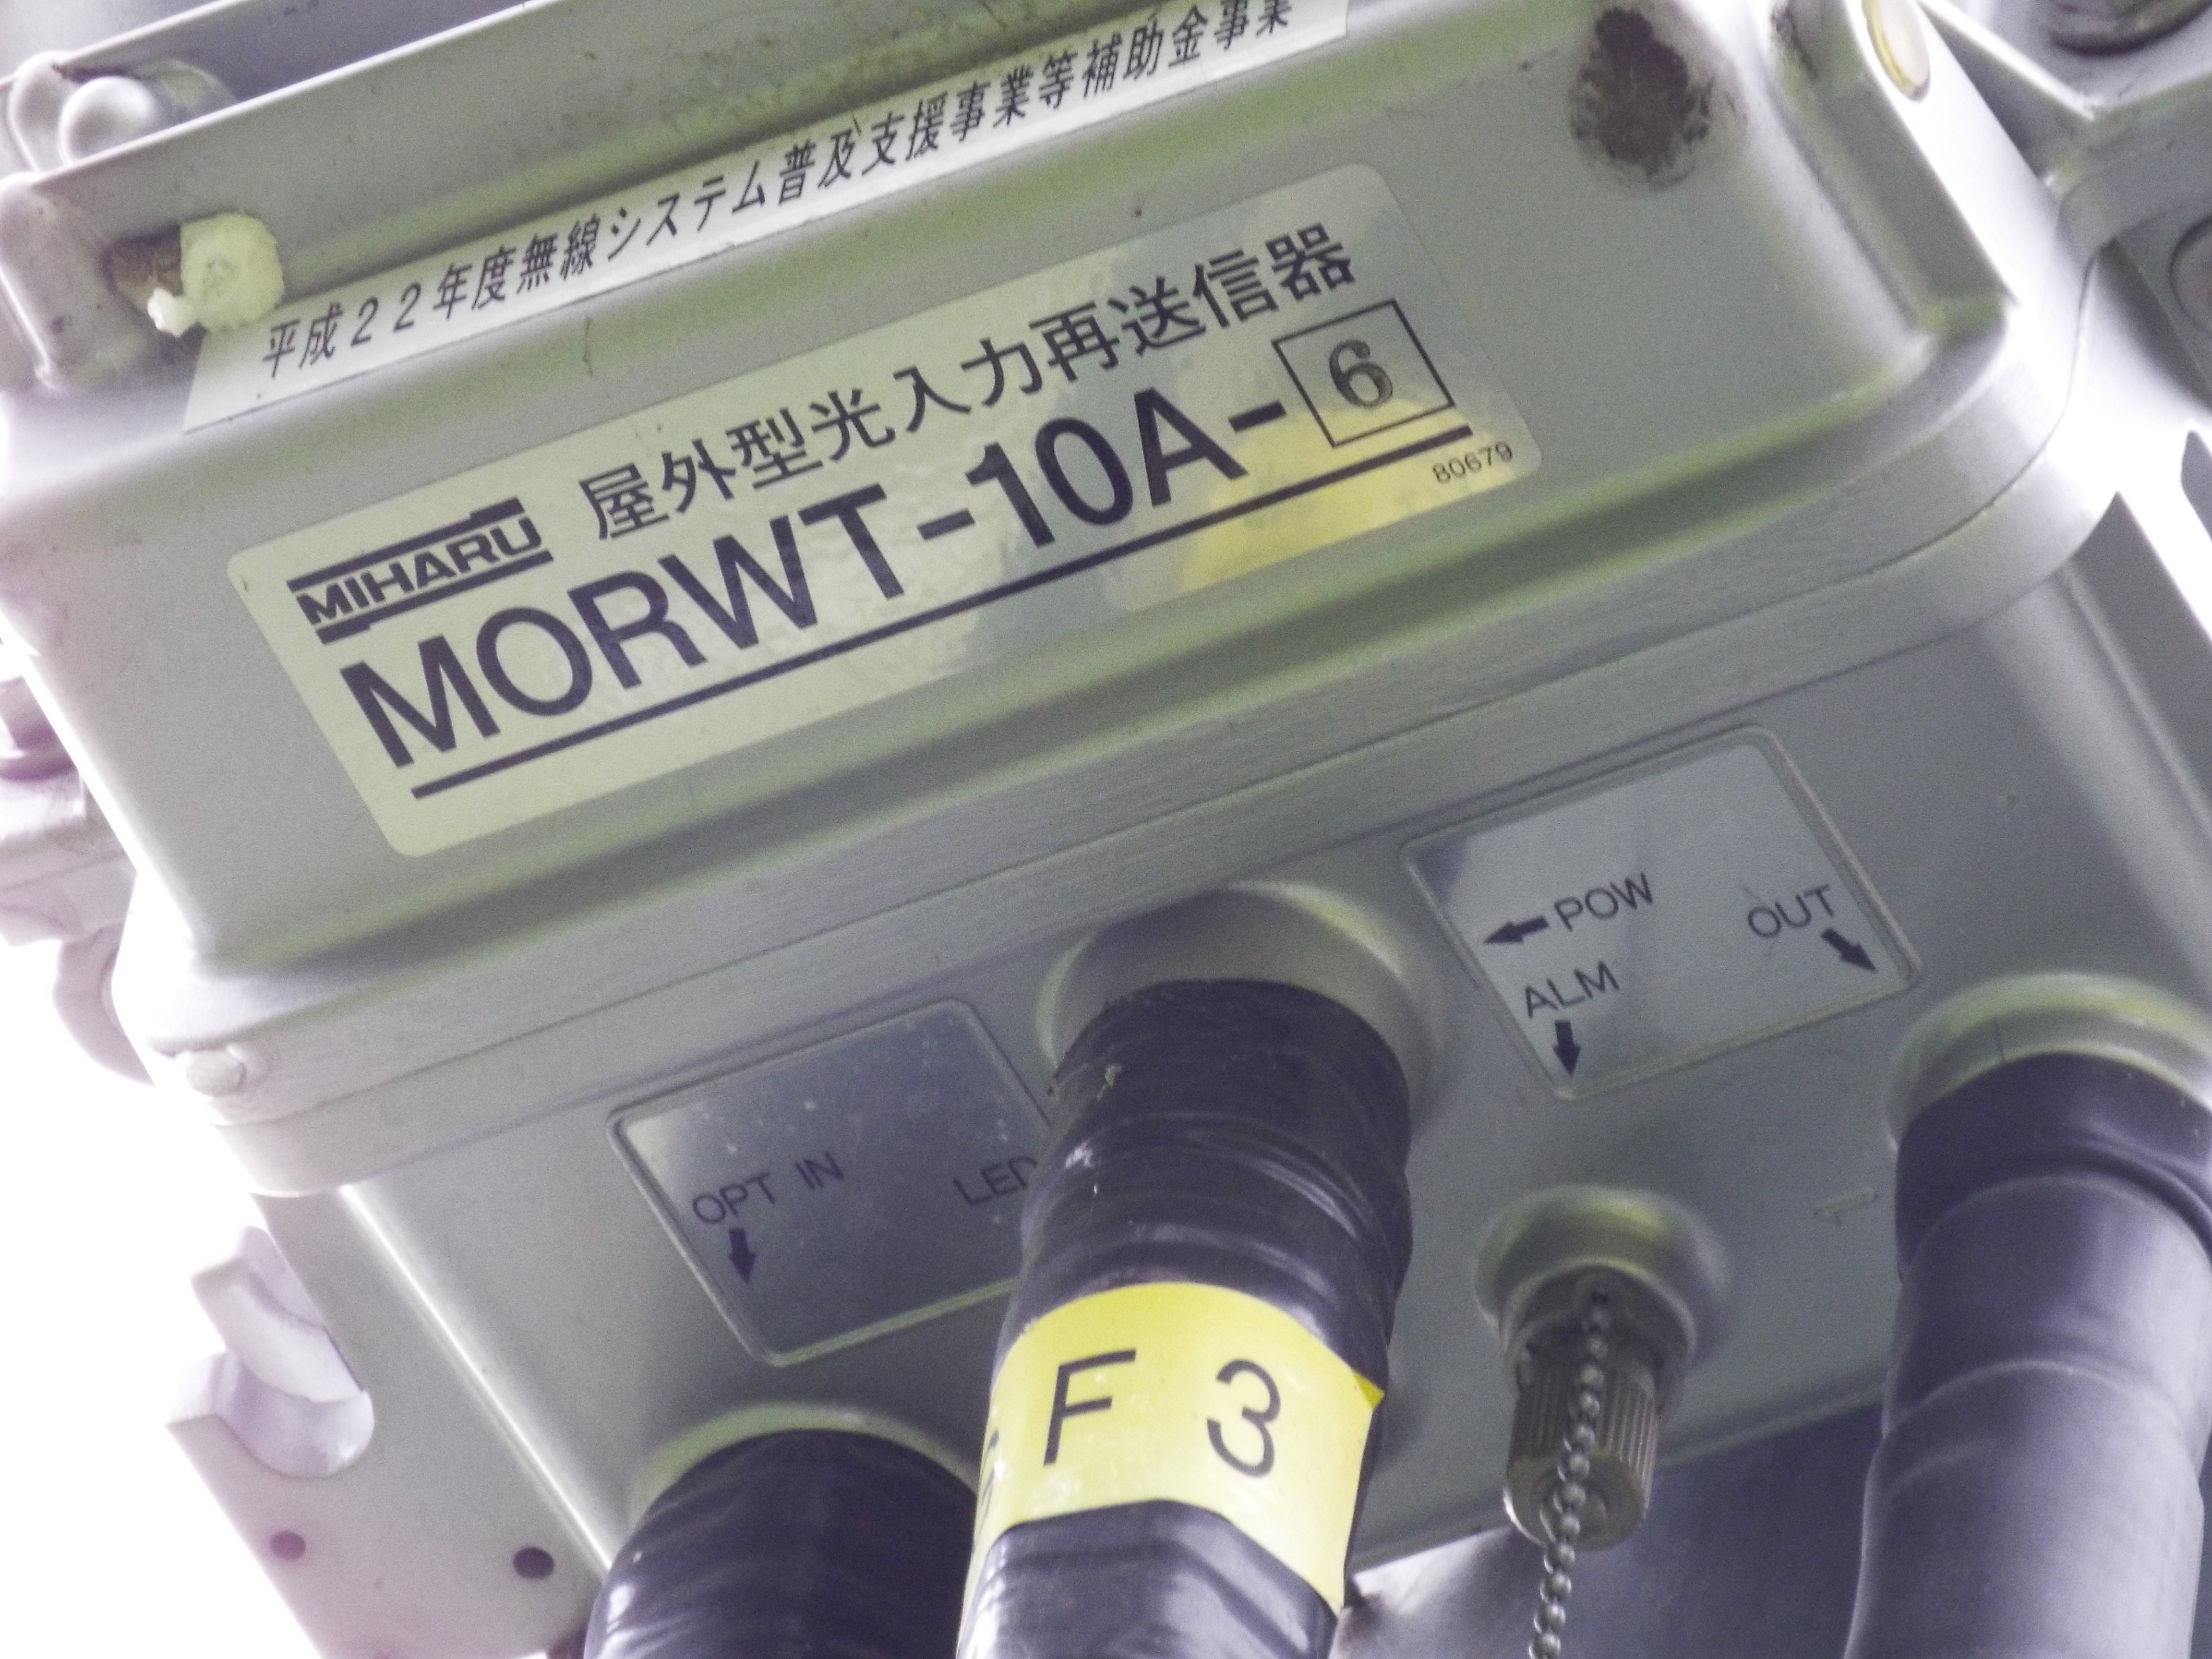 平成22年度無線システム普及支援事業等補助金事業
MIHARU 屋外型光入力再送信器
MORWT-10A-6
80679
POW
OUT
ALM
OPT IN
LED
F 3